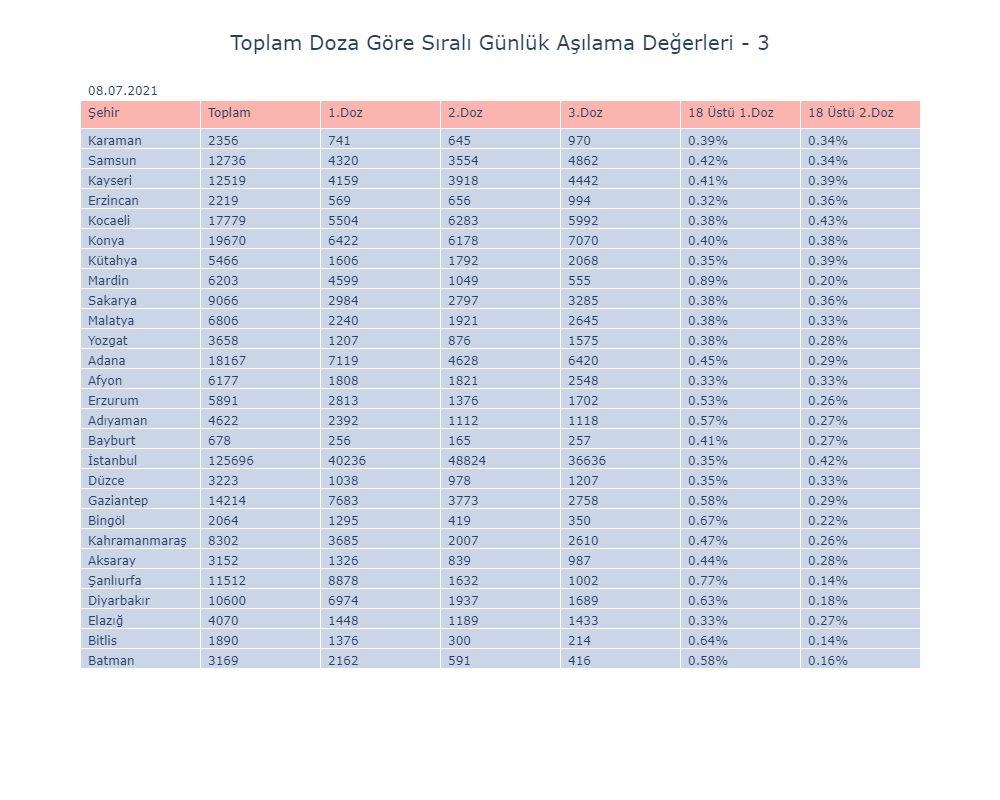 Toplam Doza Göre Sıralı Günlük Aşılama Değerleri - 3
08.07.2021
Şehir Toplam 1.Doz 2.Doz 3.Doz 18 Üstü 1.Doz 18 Üstü 2.Doz
Karaman 2356 741 645 970 0.39% 0.34%
Samsun 12736 4320 3554 4862 0.42% 0.34%
Kayseri 12519 4159 3918 4442 0.41% 0.39%
Erzincan 2219 569 656 994 0.32% 0.36%
Kocaeli 17779 5504 6283 5992 0.38% 0.43%
Konya 19670 6422 6178 7070 0.40% 0.38%
Kütahya 5466 1606 1792 2068 0.35% 0.39%
Mardin 6203 4599 1049 555 0.89% 0.20%
Sakarya 9066 2984 2797 3285 0.38% 0.36%
Malatya 6806 2240 1921 2645 0.38% 0.33%
Yozgat 3658 1207 876 1575 0.38% 0.28%
Adana 18167 7119 4628 6420 0.45% 0.29%
Afyon 6177 1808 1821 2548 0.33% 0.33%
Erzurum 5891 2813 1376 1702 0.53% 0.26%
Adıyaman 4622 2392 1112 1118 0.57% 0.27%
Bayburt 678 256 165 257 0.41% 0.27%
İstanbul 125696 40236 48824 36636 0.35% 0.42%
Düzce 3223 1038 978 1207 0.35% 0.33%
Gaziantep 14214 7683 3773 2758 0.58% 0.29%
Bingöl 2064 1295 419 350 0.67% 0.22%
Kahramanmaraş 8302 3685 2007 2610 0.47% 0.26%
Aksaray 3152 1326 839 987 0.44% 0.28%
Şanlıurfa 11512 8878 1632 1002 0.77% 0.14%
Diyarbakır 10600 6974 1937 1689 0.63% 0.18%
Elazığ 4070 1448 1189 1433 0.33% 0.27%
Bitlis 1890 1376 300 214 0.64% 0.14%
Batman 3169 2162 591 416 0.58% 0.16%